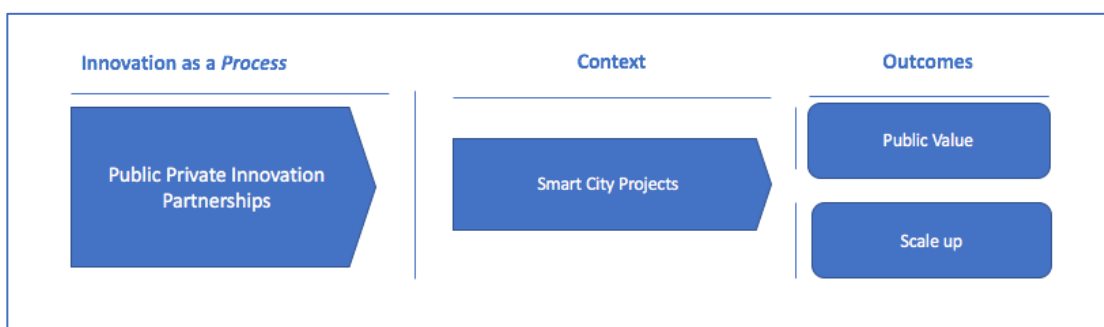 Innovation as a Process
Context
Outcomes
Public Private Innovation
Partnerships
Smart City Projects
Public Value
Scale up